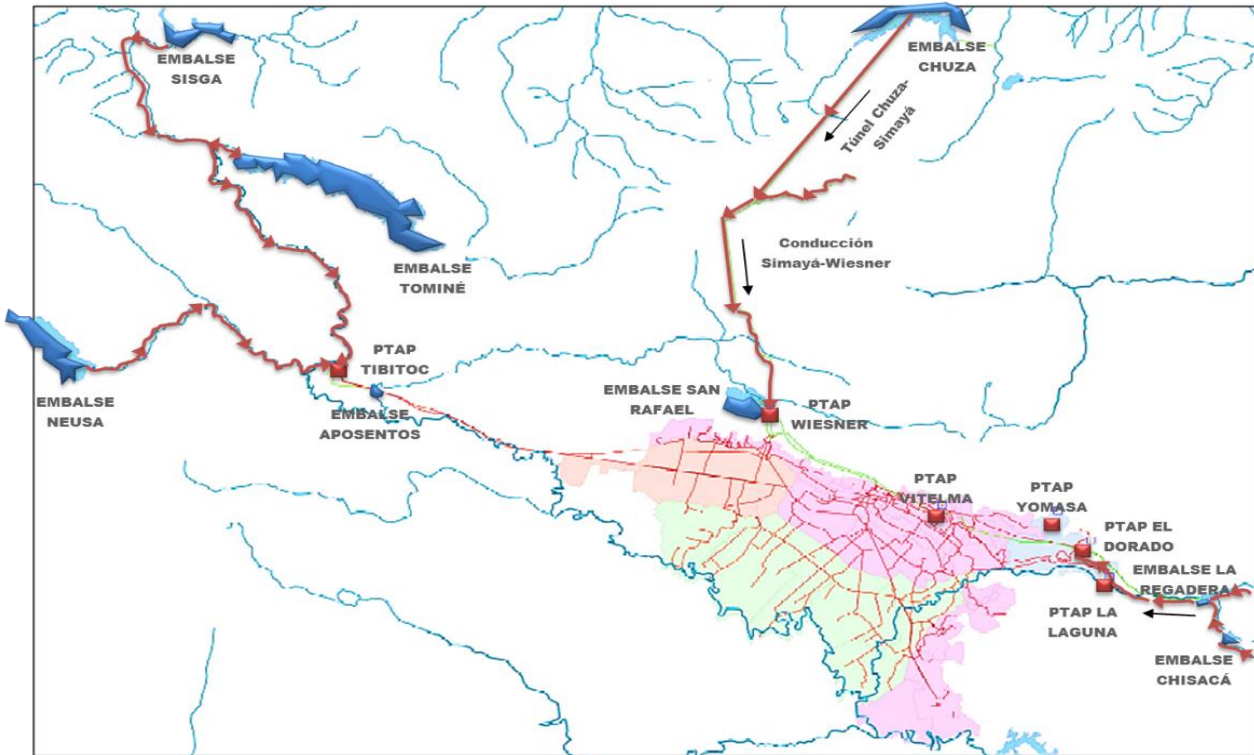 EMBALSE
SISGA
EMBALSE
CHUZA
Túnel Chuza-
Simayá
Conducción
Simayá-Wiesner
EMBALSE
TOMINÉ
EMBALSE
NEUSA
PTAP
TIBITOC
EMBALSE
APOSENTOS
EMBALSE SAN
RAFAEL
PTAP
WIESNER
PTAP
VITELMA
PTAP
YOMASA
PTAP EL
DORADO
EMBALSE LA
REGADERA
PTAP LA
LAGUNA
EMBALSE
CHISACÁ